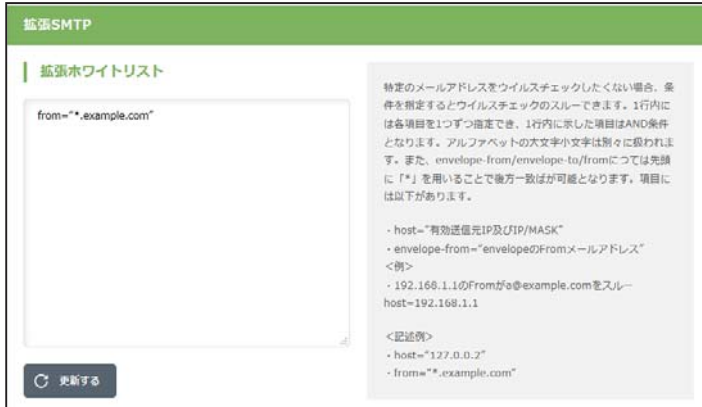 拡張SMTP
拡張ホワイトリスト
from="*.example.com"
更新する
特定のメールアドレスをウイルスチェックしたくない場合、条
件を指定するとウイルスチェックのスルーできます。1行内に
は各項目を1つずつ指定でき、1行内に示した項目はAND条件
となります。アルファベットの大文字小文字は別々に扱われま
す。また、envelope-from/envelope-to/fromにつては先頭
に「*」を用いることで後方一致ばが可能となります。項目に
は以下があります。
・host="有効送信元IP及びIP/MASK"
・envelope-from="envelopeのFromメールアドレス"
<例>
・192.168.1.1のFromがa@example.comをスルー
host=192.168.1.1
<記述例>
・host="127.0.0.2"
・from="*.example.com"